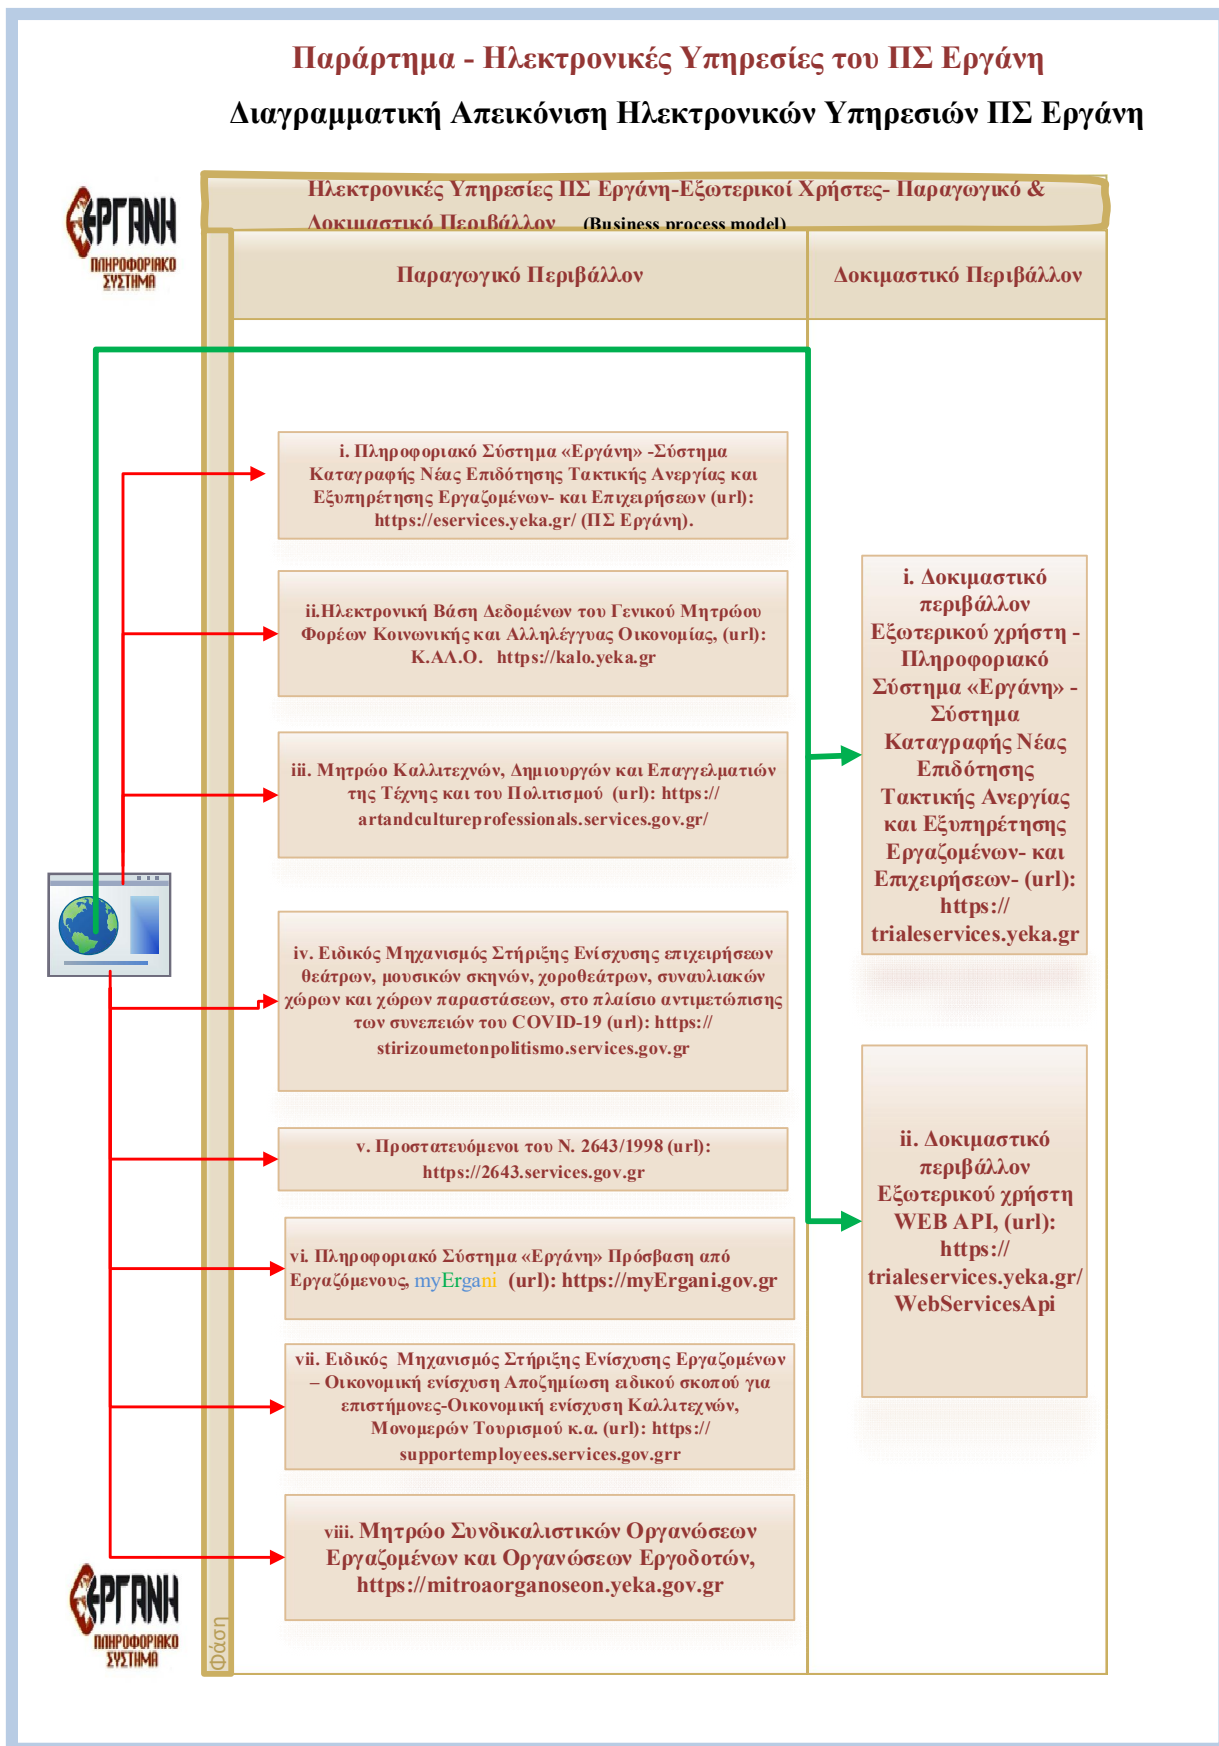 Παράρτημα - Ηλεκτρονικές Υπηρεσίες του ΠΣ Εργάνη
Διαγραμματική Απεικόνιση Ηλεκτρονικών Υπηρεσιών ΠΣ Εργάνη
ΕΡΓΑΝΗ
ΠΛΗΡΟΦΟΡΙΑΚΟ
ΣΥΣΤΗΜΑ
Ηλεκτρονικές Υπηρεσίες ΠΣ Εργάνη-Εξωτερικοί Χρήστες- Παραγωγικό &
Δοκιμαστικό Περιβάλλον (Business process model)
Παραγωγικό Περιβάλλον
Δοκιμαστικό Περιβάλλον
i. Πληροφοριακό Σύστημα «Εργάνη» -Σύστημα
Καταγραφής Νέας Επιδότησης Τακτικής Ανεργίας και
Εξυπηρέτησης Εργαζομένων- και Επιχειρήσεων (url):
https://eservices.yeka.gr/ (ΠΣ Εργάνη).
ii.Ηλεκτρονική Βάση Δεδομένων του Γενικού Μητρώου
Φορέων Κοινωνικής και Αλληλέγγυας Οικονομίας, (url):
Κ.ΑΛ.Ο. https://kalo.yeka.gr
iii. Μητρώο Καλλιτεχνών, Δημιουργών και Επαγγελματιών
της Τέχνης και του Πολιτισμού (url): https://
artandcultureprofessionals.services.gov.gr/
iv. Ειδικός Μηχανισμός Στήριξης Ενίσχυσης επιχειρήσεων
θεάτρων, μουσικών σκηνών, χοροθεάτρων, συναυλιακών
χώρων και χώρων παραστάσεων, στο πλαίσιο αντιμετώπισης
των συνεπειών του COVID-19 (url): https://
stirizoumetonpolitismo.services.gov.gr
v. Προστατευόμενοι του Ν. 2643/1998 (url):
https://2643.services.gov.gr
vi. Πληροφοριακό Σύστημα «Εργάνη» Πρόσβαση από
Εργαζόμενους, myErgani (url): https://myErgani.gov.gr
vii. Ειδικός Μηχανισμός Στήριξης Ενίσχυσης Εργαζομένων
– Οικονομική ενίσχυση Αποζημίωση ειδικού σκοπού για
επιστήμονες-Οικονομική ενίσχυση Καλλιτεχνών,
Μονομερών Τουρισμού κ.α. (url): https://
supportemployees.services.gov.grr
viii. Μητρώο Συνδικαλιστικών Οργανώσεων
Εργαζομένων και Οργανώσεων Εργοδοτών,
https://mitroaorganoseon.yeka.gov.gr
i. Δοκιμαστικό
περιβάλλον
Εξωτερικού χρήστη -
Πληροφοριακό
Σύστημα «Εργάνη» -
Σύστημα
Καταγραφής Νέας
Επιδότησης
Τακτικής Ανεργίας
και Εξυπηρέτησης
Εργαζομένων- και
Επιχειρήσεων- (url):
https://
trialeservices.yeka.gr
ii. Δοκιμαστικό
περιβάλλον
Εξωτερικού χρήστη
WEB API, (url):
https://
trialeservices.yeka.gr/
WebServicesApi
Φάση
ΕΡΓΑΝΗ
ΠΛΗΡΟΦΟΡΙΑΚΟ
ΣΥΣΤΗΜΑ